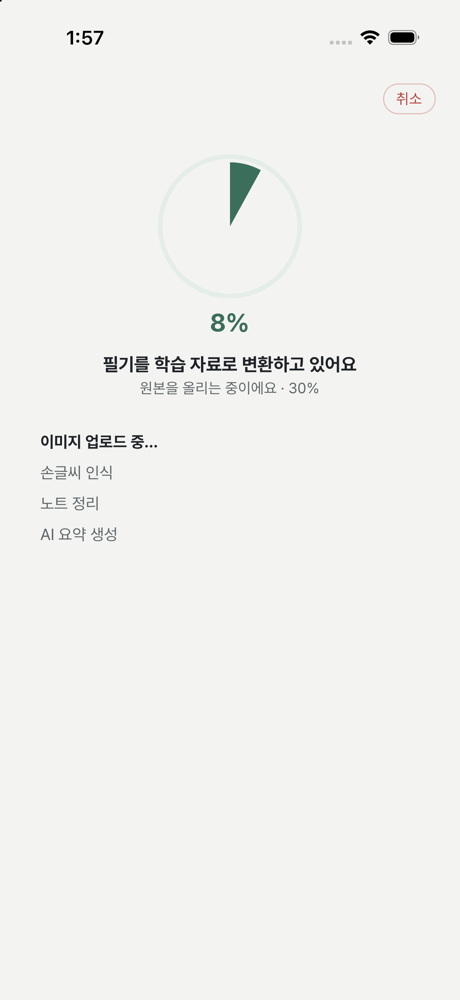 1:57
취소
8%
필기를 학습 자료로 변환하고 있어요
원본을 올리는 중이에요 · 30%
이미지 업로드 중...
손글씨 인식
노트 정리
AI 요약 생성